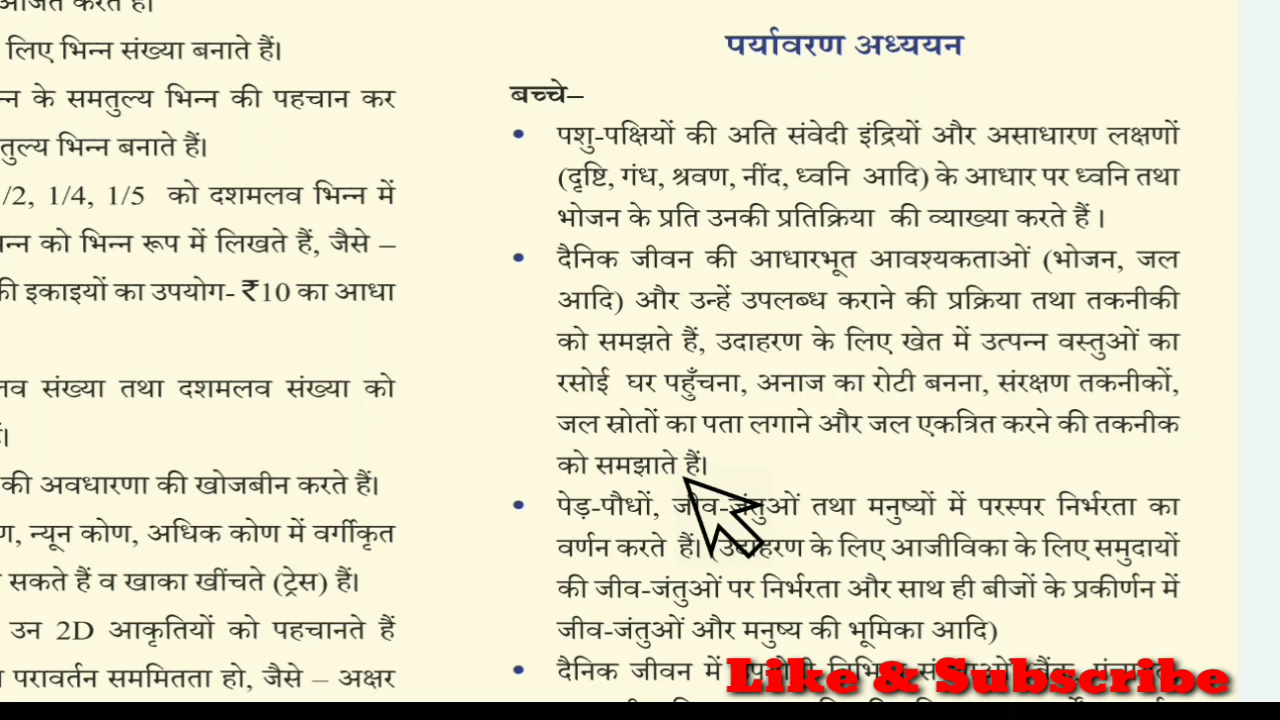 अर्जित करते हैं।
लिए भिन्न संख्या बनाते हैं।
के समतुल्य भिन्न की पहचान कर
तुल्य भिन्न बनाते हैं।
/2, 1/4, 1/5 को दशमलव भिन्न में
को भिन्न रूप में लिखते हैं, जैसे –
की इकाइयों का उपयोग- ₹10 का आधा
संख्या तथा दशमलव संख्या को
की अवधारणा की खोजबीन करते हैं।
न्यून कोण, अधिक कोण में वर्गीकृत
सकते हैं व खाका खींचते (ट्रेस) हैं।
उन 2D आकृतियों को पहचानते हैं
परावर्तन सममितता हो, जैसे – अक्षर
पर्यावरण अध्ययन
बच्चे–
• पशु-पक्षियों की अति संवेदी इंद्रियों और असाधारण लक्षणों
(दृष्टि, गंध, श्रवण, नींद, ध्वनि आदि) के आधार पर ध्वनि तथा
भोजन के प्रति उनकी प्रतिक्रिया की व्याख्या करते हैं ।
• दैनिक जीवन की आधारभूत आवश्यकताओं (भोजन, जल
आदि) और उन्हें उपलब्ध कराने की प्रक्रिया तथा तकनीकी
को समझते हैं, उदाहरण के लिए खेत में उत्पन्न वस्तुओं का
रसोई घर पहुँचना, अनाज का रोटी बनना, संरक्षण तकनीकों,
जल स्रोतों का पता लगाने और जल एकत्रित करने की तकनीक
को समझाते हैं।
• पेड़-पौधों, जीव-जंतुओं तथा मनुष्यों में परस्पर निर्भरता का
वर्णन करते हैं। (उदाहरण के लिए आजीविका के लिए समुदायों
की जीव-जंतुओं पर निर्भरता और साथ ही बीजों के प्रकीर्णन में
जीव-जंतुओं और मनुष्य की भूमिका आदि)
• दैनिक जीवन में
Like & Subscribe